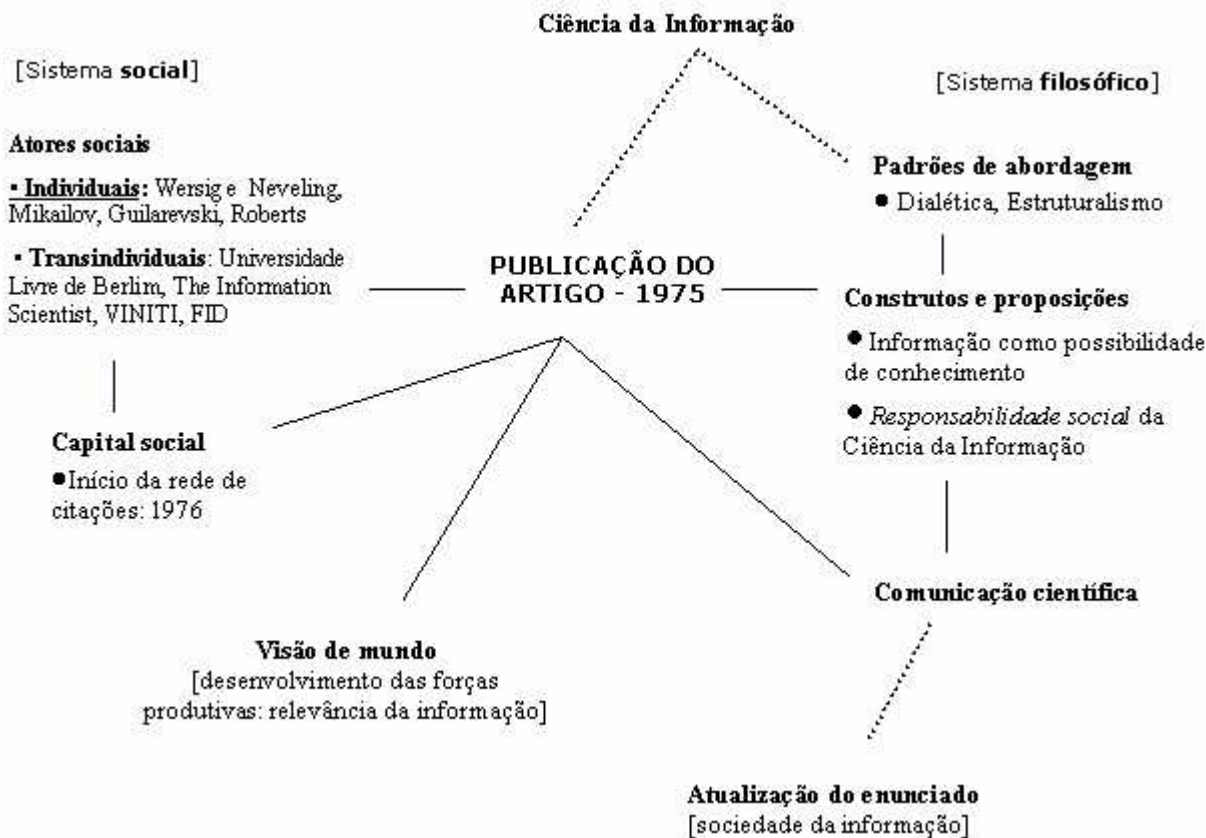 Ciência da Informação
[Sistema social]
[Sistema filosófico]
Atores sociais
▪ Individuais: Wersig e Neveling,
Mikailov, Guilarevski, Roberts
▪ Transindividuais: Universidade
Livre de Berlim, The Information
Scientist, VINITI, FID
PUBLICAÇÃO DO
ARTIGO - 1975
Padrões de abordagem
● Dialética, Estruturalismo
Construtos e proposições
● Informação como possibilidade
de conhecimento
● Responsabilidade social da
Ciência da Informação
Capital social
●Início da rede de
citações: 1976
Comunicação científica
Visão de mundo
[desenvolvimento das forças
produtivas: relevância da informação]
Atualização do enunciado
[sociedade da informação]